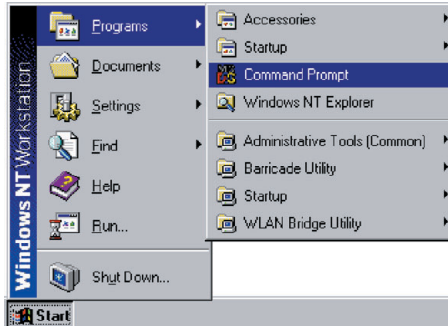 Windows NT Workstation
Programs
Documents
Settings
Find
Help
Run...
Shut Down...
Accessories
Startup
Command Prompt
Windows NT Explorer
Administrative Tools (Common)
Barricade Utility
Startup
WLAN Bridge Utility
Start